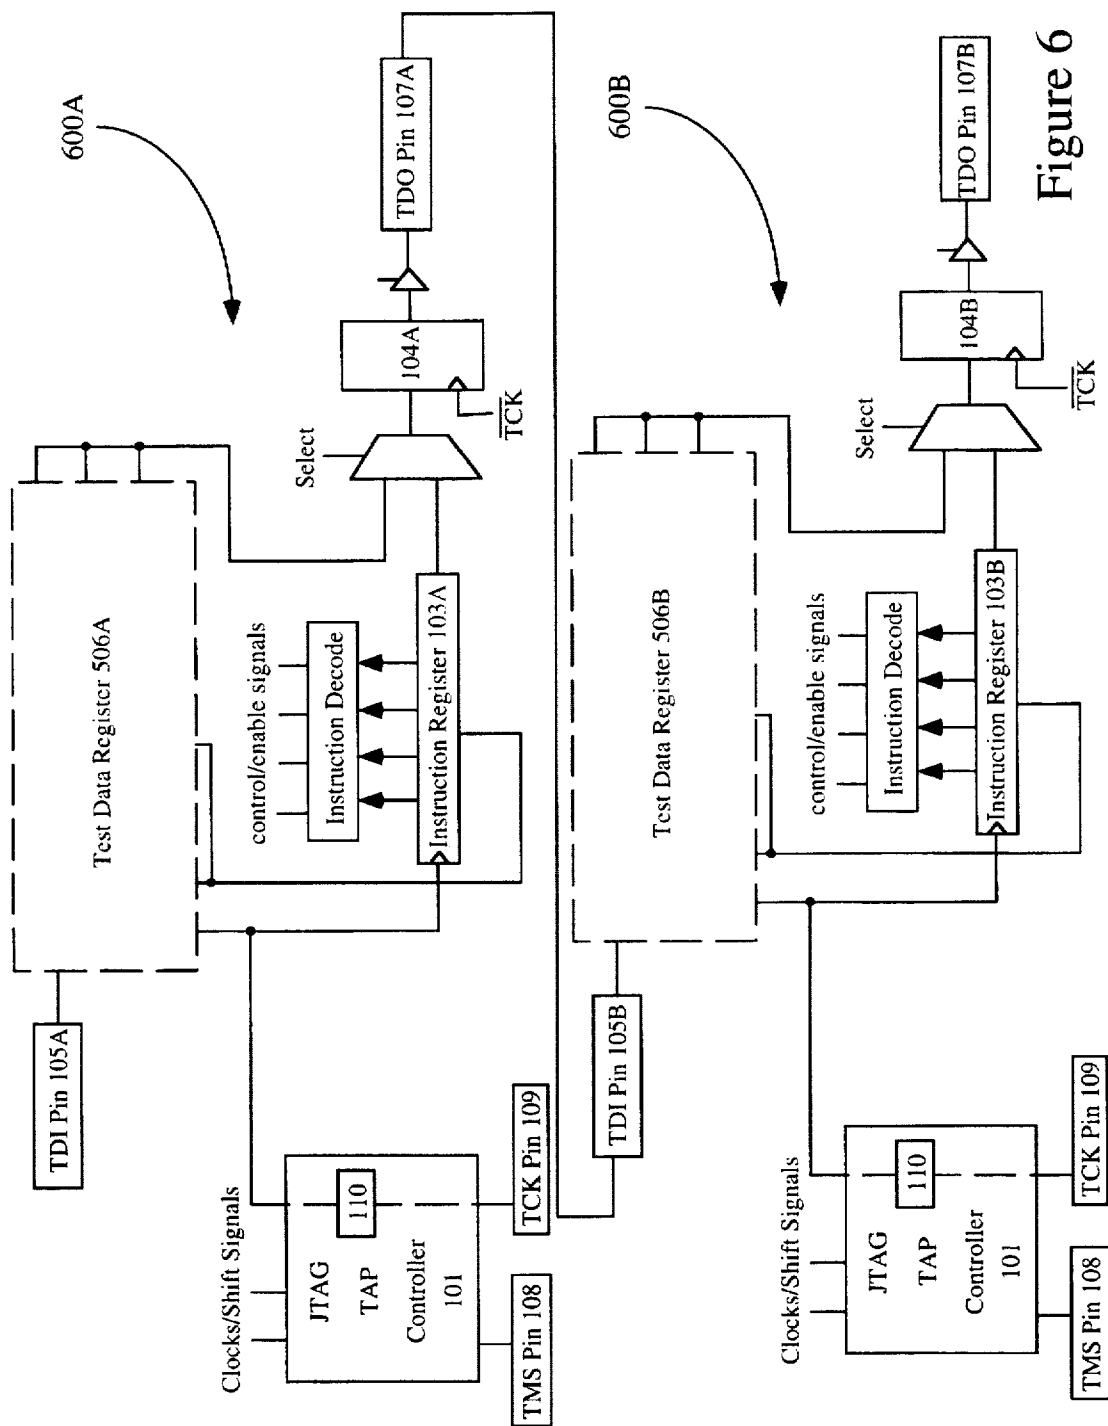 600A
TDI Pin 105A
Test Data Register 506A
TDO Pin 107A
104A
TCK
Select
control/enable signals
Instruction Decode
Instruction Register 103A
Clocks/Shift Signals
JTAG
TAP
Controller
101
110
TMS Pin 108
TCK Pin 109
600B
TDI Pin 105B
Test Data Register 506B
TDO Pin 107B
104B
TCK
Select
control/enable signals
Instruction Decode
Instruction Register 103B
Clocks/Shift Signals
JTAG
TAP
Controller
101
110
TMS Pin 108
TCK Pin 109
Figure 6